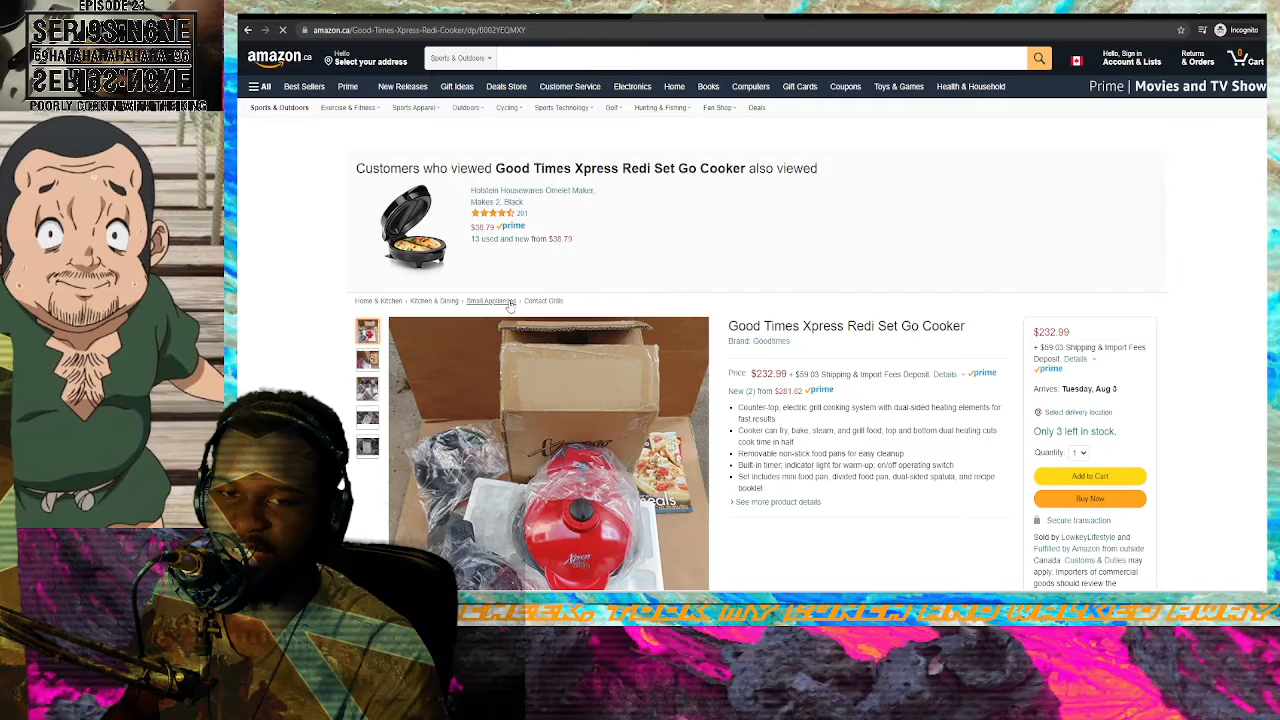 EPISODE 23
POORLY COOKIN WAIT THE KING
amazon.ca/Good-Times-Xpress-Redi-Cooker/dp/B002YEQMXY
Incognito
amazon.ca
Hello
Select your address
Sports & Outdoors
Hello, Sign in
Account & Lists
Returns
& Orders
0
Cart
All
Best Sellers
Prime
New Releases
Gift Ideas
Deals Store
Customer Service
Electronics
Home
Books
Computers
Gift Cards
Coupons
Toys & Games
Health & Household
Prime | Movies and TV Show
Sports & Outdoors
Exercise & Fitness
Sports Apparel
Outdoors
Cycling
Sports Technology
Golf
Hunting & Fishing
Fan Shop
Deals
Customers who viewed Good Times Xpress Redi Set Go Cooker also viewed
Holstein Housewares Omelet Maker,
Makes 2, Black
201
$38.79 prime
13 used and new from $38.79
Home & Kitchen › Kitchen & Dining › Small Appliances › Contact Grills
Good Times Xpress Redi Set Go Cooker
Brand: Goodtimes
Price: $232.99 + $59.03 Shipping & Import Fees Deposit. Details prime
New (2) from $281.82 prime
Counter-top, electric grill cooking system with dual-sided heating elements for
fast results
Cooker can fry, bake, steam, and grill food; top and bottom dual heating cuts
cook time in half
Removable non-stick food pans for easy cleanup
Built-in timer; indicator light for warm-up; on/off operating switch
Set includes mini food pan, divided food pan, dual-sided spatula, and recipe
booklet
› See more product details
$232.99
+ $59.03 Shipping & Import Fees
Deposit. Details
prime
Arrives: Tuesday, Aug 3
Select delivery location
Only 3 left in stock.
Quantity: 1
Add to Cart
Buy Now
Secure transaction
Sold by LowkeyLifestyle and
Fulfilled by Amazon from outside
Canada. Customs & Duties may
apply. Importers of commercial
goods should review the